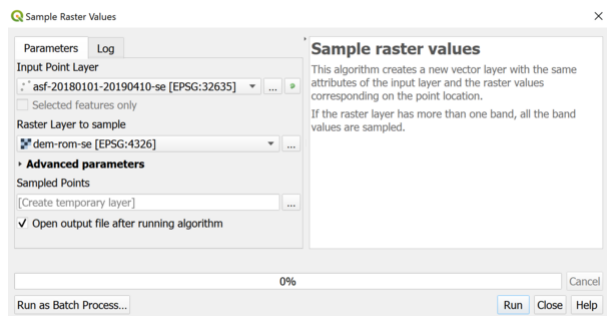 Sample Raster Values
Parameters
Log
Input Point Layer
asf-20180101-20190410-se [EPSG:32635]
...
Selected features only
Raster Layer to sample
dem-rom-se [EPSG:4326]
...
Advanced parameters
Sampled Points
[Create temporary layer]
...
Open output file after running algorithm
Sample raster values
This algorithm creates a new vector layer with the same
attributes of the input layer and the raster values
corresponding on the point location.
If the raster layer has more than one band, all the band
values are sampled.
0%
Cancel
Run as Batch Process...
Run
Close
Help